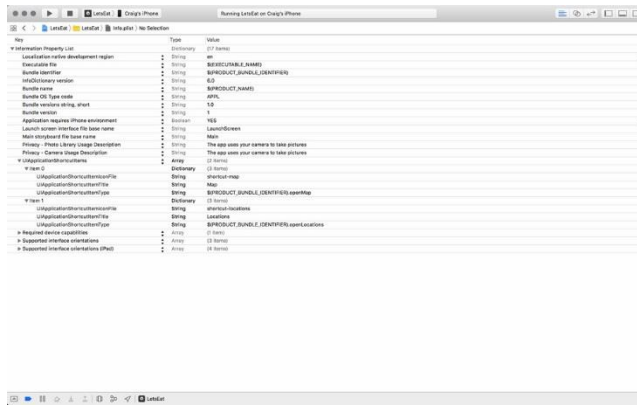 LetsEat Craig's iPhone Running LetsEat on Craig's iPhone
LetsEat LetsEat Info.plist No Selection
Key Type Value
Information Property List Dictionary (17 items)
Localization native development region String en
Executable file String $(EXECUTABLE_NAME)
Bundle identifier String $(PRODUCT_BUNDLE_IDENTIFIER)
InfoDictionary version String 6.0
Bundle name String $(PRODUCT_NAME)
Bundle OS Type code String APPL
Bundle versions string, short String 1.0
Bundle version String 1
Application requires iPhone environment Boolean YES
Launch screen interface file base name String LaunchScreen
Main storyboard file base name String Main
Privacy - Photo Library Usage Description String The app uses your camera to take pictures
Privacy - Camera Usage Description String The app uses your camera to take pictures
UIApplicationShortcutItems Array (2 items)
Item 0 Dictionary (3 items)
UIApplicationShortcutItemIconFile String shortcut-map
UIApplicationShortcutItemTitle String Map
UIApplicationShortcutItemType String $(PRODUCT_BUNDLE_IDENTIFIER).openMap
Item 1 Dictionary (3 items)
UIApplicationShortcutItemIconFile String shortcut-locations
UIApplicationShortcutItemTitle String Locations
UIApplicationShortcutItemType String $(PRODUCT_BUNDLE_IDENTIFIER).openLocations
Required device capabilities Array (1 item)
Supported interface orientations Array (3 items)
Supported interface orientations (iPad) Array (4 items)
LetsEat